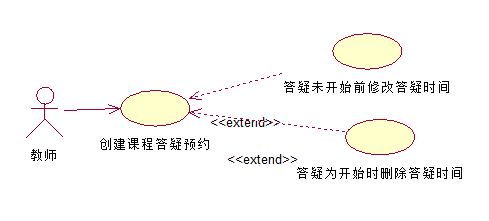 答疑未开始前修改答疑时间
<<extend>>
教师
创建课程答疑预约
<<extend>>
答疑为开始时删除答疑时间